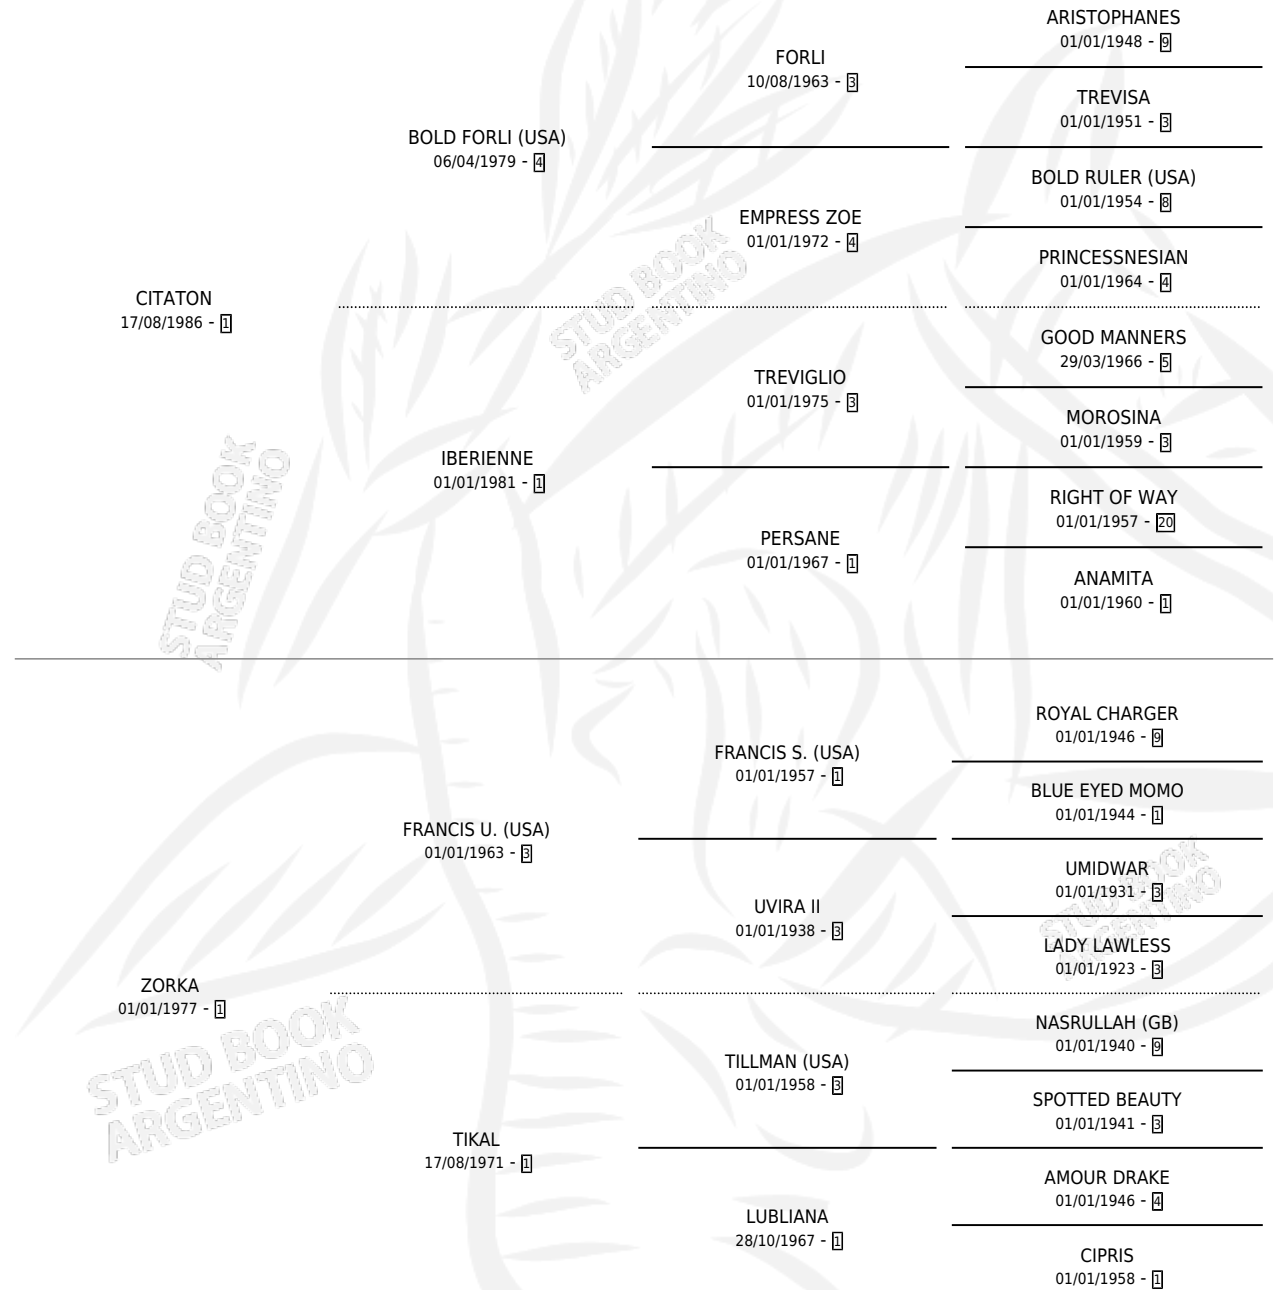 ARISTOPHANES
01/01/1948 - 9
FORLI
10/08/1963 - 3
TREVISA
01/01/1951 - 3
BOLD FORLI (USA)
06/04/1979 - 4
BOLD RULER (USA)
01/01/1954 - 8
EMPRESS ZOE
01/01/1972 - 4
PRINCESSNESIAN
01/01/1964 - 4
CITATON
17/08/1986 - 1
STUD BOOK
ARGENTINO
GOOD MANNERS
29/03/1966 - 5
TREVIGLIO
01/01/1975 - 3
MOROSINA
01/01/1959 - 3
IBERIENNE
01/01/1981 - 1
RIGHT OF WAY
01/01/1957 - 20
PERSANE
01/01/1967 - 1
ANAMITA
01/01/1960 - 1
STUD BOOK
ARGENTINO
ROYAL CHARGER
01/01/1946 - 9
FRANCIS S. (USA)
01/01/1957 - 1
BLUE EYED MOMO
01/01/1944 - 1
FRANCIS U. (USA)
01/01/1963 - 3
UMIDWAR
01/01/1931 - 3
UVIRA II
01/01/1938 - 3
STUD BOOK
ARGENTINO
LADY LAWLESS
01/01/1923 - 3
ZORKA
01/01/1977 - 1
NASRULLAH (GB)
01/01/1940 - 9
TILLMAN (USA)
01/01/1958 - 3
SPOTTED BEAUTY
01/01/1941 - 3
STUD BOOK
ARGENTINO
TIKAL
17/08/1971 - 1
AMOUR DRAKE
01/01/1946 - 4
LUBLIANA
28/10/1967 - 1
CIPRIS
01/01/1958 - 1